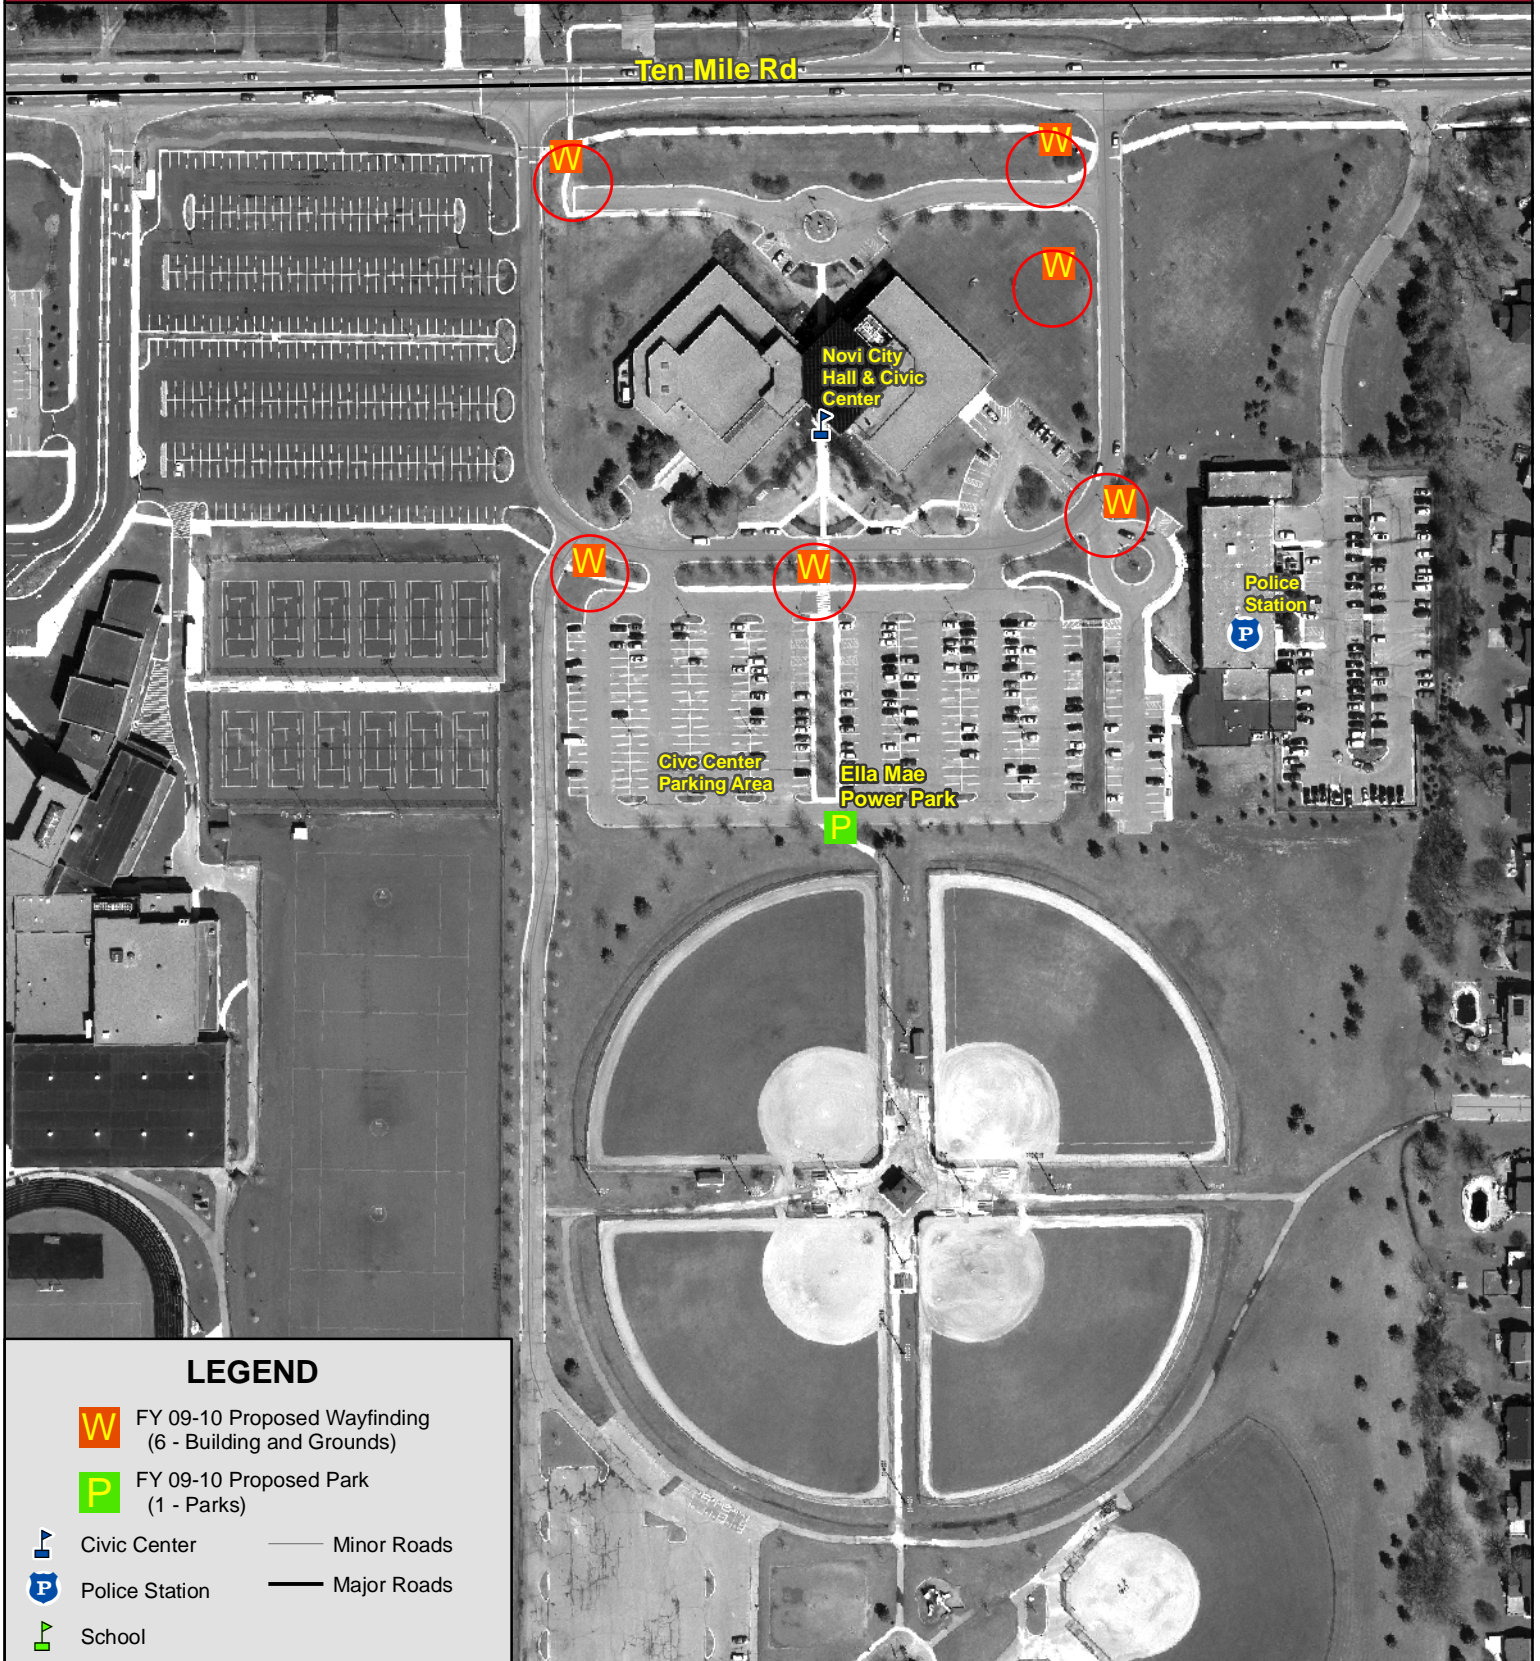 Ten Mile Rd
W
W
W
Novi City
Hall & Civic
Center
W
W
W
Police
Station
P
Civc Center
Parking Area
Ella Mae
Power Park
P
LEGEND
W FY 09-10 Proposed Wayfinding
(6 - Building and Grounds)
P FY 09-10 Proposed Park
(1 - Parks)
Civic Center
Minor Roads
P Police Station
Major Roads
School